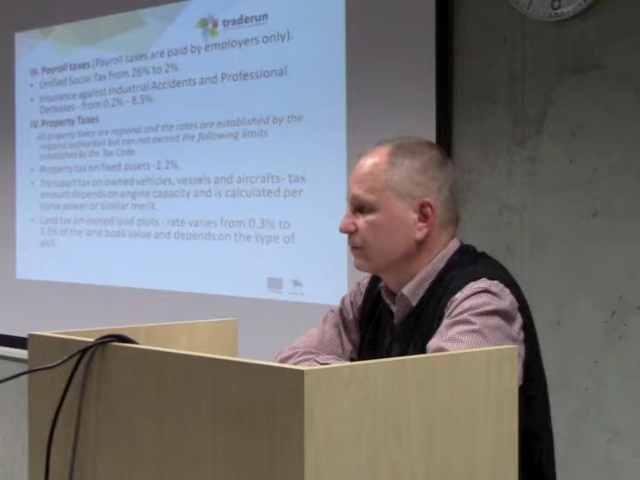 traderun
III. Payroll taxes (Payroll taxes are paid by employers only).
• Unified Social Tax from 26% to 2%
• Insurance against Industrial Accidents and Professional
Deceses - from 0.2% - 8.5%.
IV. Property Taxes
All property taxes are regional and the rates are established by the
regional authorities but can not exceed the following limits
established by the Tax Code.
• Property tax on fixed assets -2.2%.
• Transport tax on owned vehicles, vessels and aircrafts- tax
amount depends on engine capacity and is calculated per
horse power or similar merit
• Land tax on owned land plots - rate varies from 0.3% to
1.5% of the land book value and depends on the type of
plot.